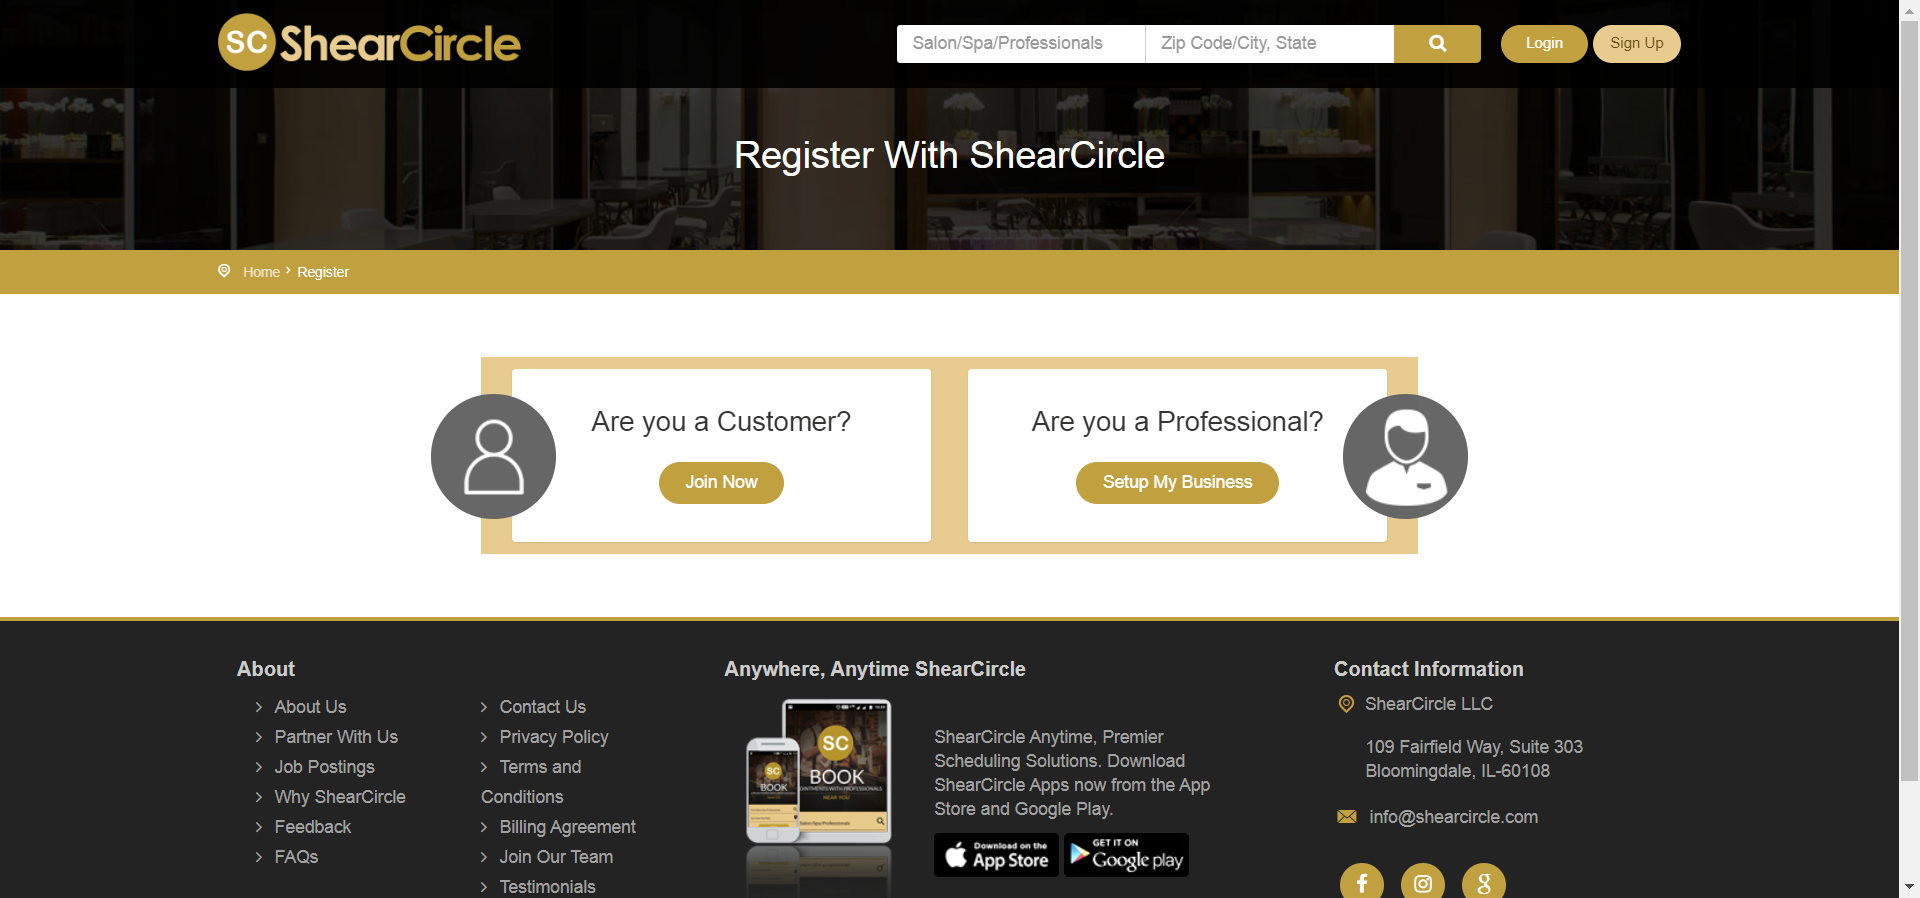 SC ShearCircle
Salon/Spa/Professionals
Zip Code/City, State
Login
Sign Up
Register With ShearCircle
Home
Register
Are you a Customer?
Join Now
Are you a Professional?
Setup My Business
About
About Us
Partner With Us
Job Postings
Why ShearCircle
Feedback
FAQs
Contact Us
Privacy Policy
Terms and
Conditions
Billing Agreement
Join Our Team
Testimonials
Anywhere, Anytime ShearCircle
SC
BOOK
NEAR YOU
Salon/Spa/Professionals
SC
BOOK
ShearCircle Anytime, Premier
Scheduling Solutions. Download
ShearCircle Apps now from the App
Store and Google Play.
Download on the
App Store
GET IT ON
Google play
Contact Information
ShearCircle LLC
109 Fairfield Way, Suite 303
Bloomingdale, IL-60108
info@shearcircle.com